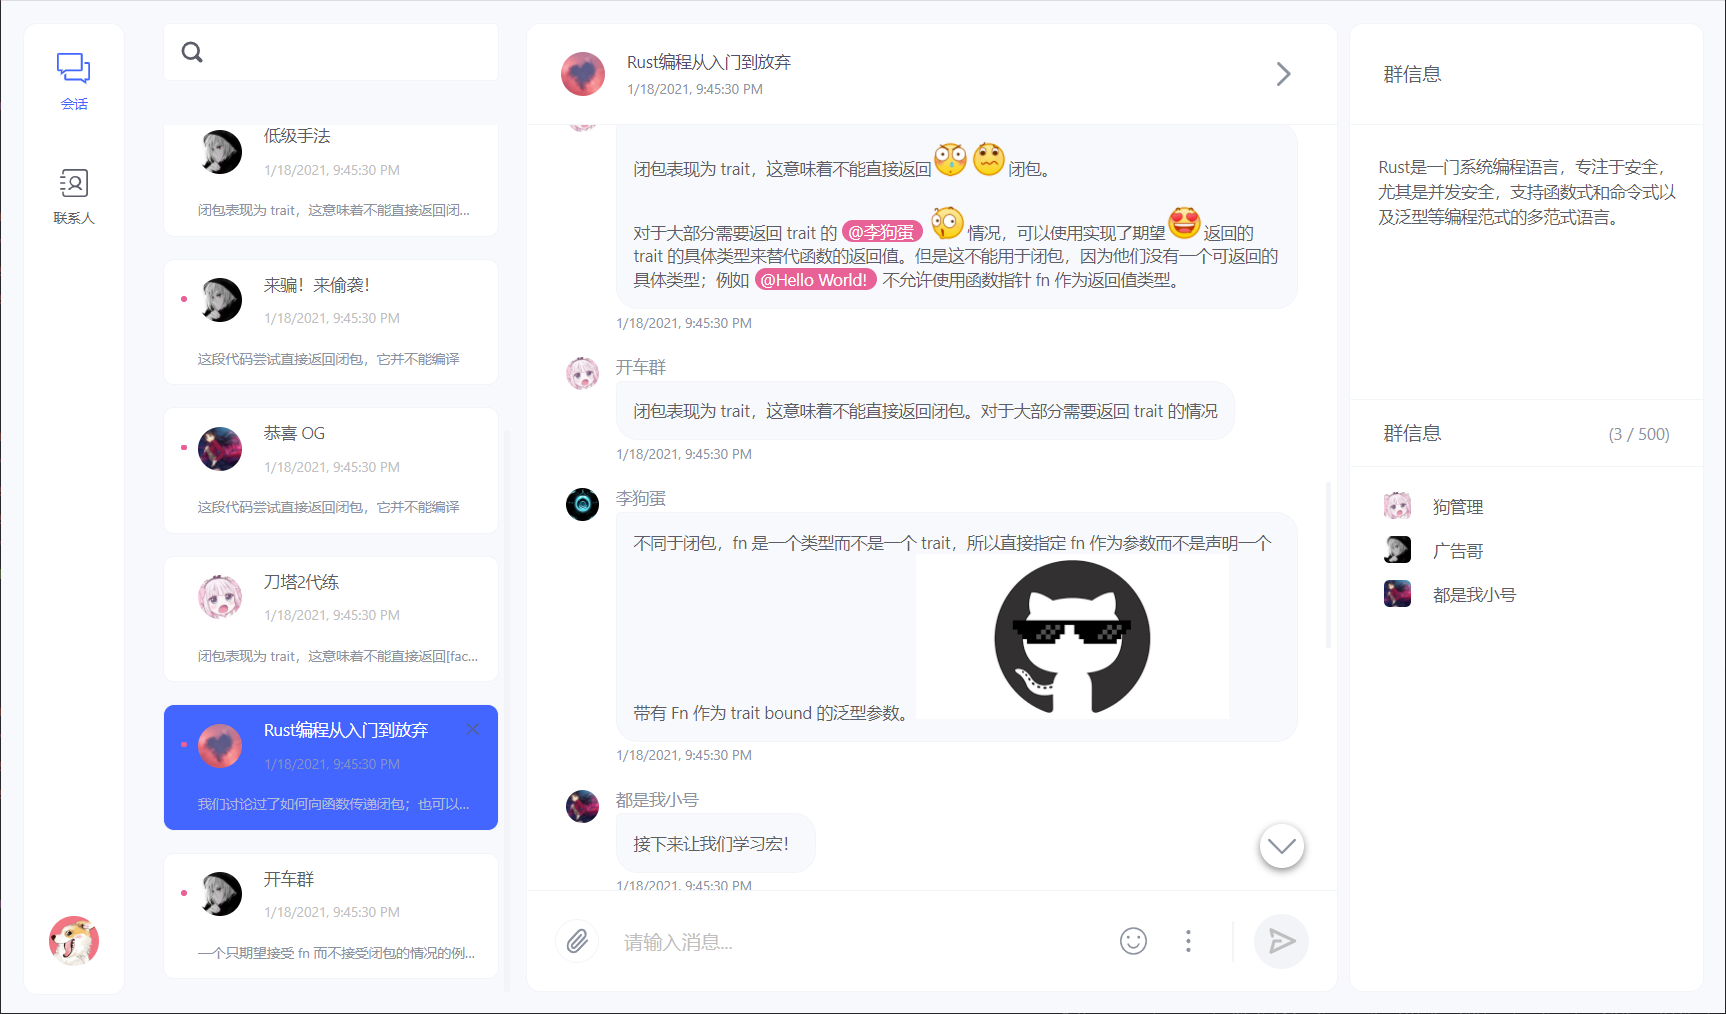 会话
联系人
低级手法
1/18/2021, 9:45:30 PM
闭包表现为 trait，这意味着不能直接返回闭...
来骗！来偷袭！
1/18/2021, 9:45:30 PM
这段代码尝试直接返回闭包，它并不能编译
恭喜 OG
1/18/2021, 9:45:30 PM
这段代码尝试直接返回闭包，它并不能编译
刀塔2代练
1/18/2021, 9:45:30 PM
闭包表现为 trait，这意味着不能直接返回[fac...
Rust编程从入门到放弃
1/18/2021, 9:45:30 PM
我们讨论过了如何向函数传递闭包；也可以...
开车群
1/18/2021, 9:45:30 PM
一个只期望接受 fn 而不接受闭包的情况的例...
Rust编程从入门到放弃
1/18/2021, 9:45:30 PM
闭包表现为 trait，这意味着不能直接返回闭包。
对于大部分需要返回 trait 的 @李狗蛋 情况，可以使用实现了期望返回的
trait 的具体类型来替代函数的返回值。但是这不能用于闭包，因为他们没有一个可返回的
具体类型；例如 @Hello World! 不允许使用函数指针 fn 作为返回值类型。
1/18/2021, 9:45:30 PM
开车群
闭包表现为 trait，这意味着不能直接返回闭包。对于大部分需要返回 trait 的情况
1/18/2021, 9:45:30 PM
李狗蛋
不同于闭包，fn 是一个类型而不是一个 trait，所以直接指定 fn 作为参数而不是声明一个
带有 Fn 作为 trait bound 的泛型参数。
1/18/2021, 9:45:30 PM
都是我小号
接下来让我们学习宏！
1/18/2021, 9:45:30 PM
请输入消息...
群信息
Rust是一门系统编程语言，专注于安全，
尤其是并发安全，支持函数式和命令式以
及泛型等编程范式的多范式语言。
群信息
(3 / 500)
狗管理
广告哥
都是我小号